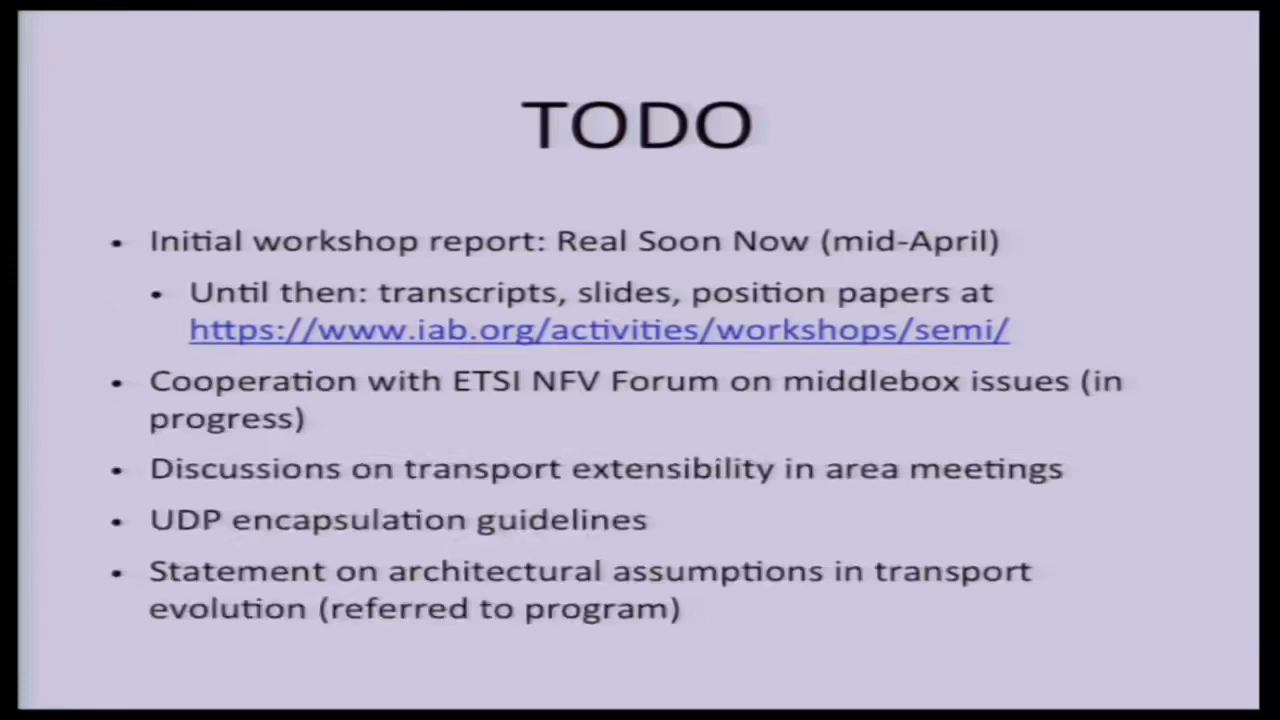 TODO
• Initial workshop report: Real Soon Now (mid-April)
• Until then: transcripts, slides, position papers at
https://www.iab.org/activities/workshops/semi/
• Cooperation with ETSI NFV Forum on middlebox issues (in
progress)
• Discussions on transport extensibility in area meetings
• UDP encapsulation guidelines
• Statement on architectural assumptions in transport
evolution (referred to program)